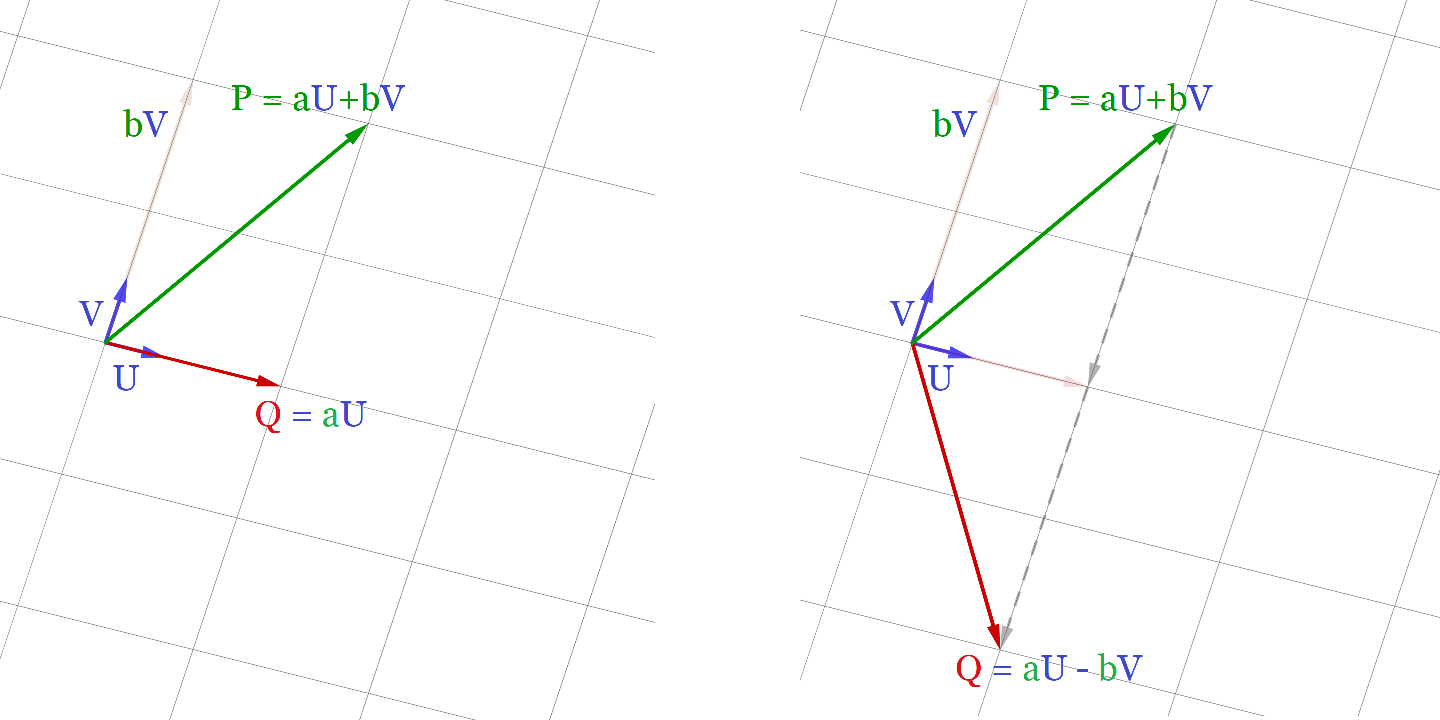 P = aU+bV
bV
V
U
Q = aU
P = aU+bV
bV
V
U
Q = aU - bV